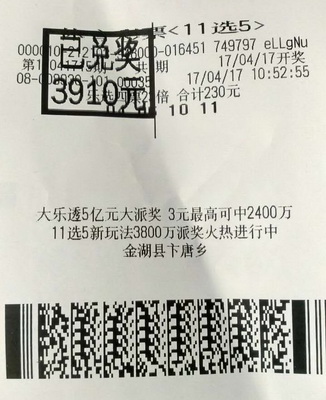 票<11选5>
-016451 749797 eLLgNu
17/04/17开奖
17/04/17 10:52:55
倍 合计230元
10 11
已兑奖
3910元
大乐透5亿元大派奖 3元最高可中2400万
11选5新玩法3800万派奖火热进行中
金湖县卞唐乡